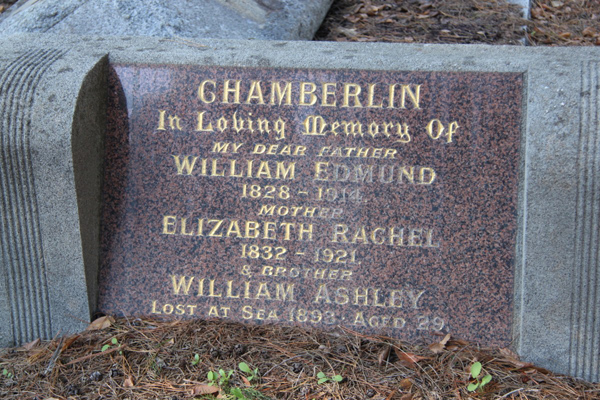 CHAMBERLIN
In Loving Memory Of
MY DEAR FATHER
WILLIAM EDMUND
1828 - 1914.
MOTHER
ELIZABETH RACHEL
1832 - 1921.
& BROTHER
WILLIAM ASHLEY.
LOST AT SEA 1893. AGED 29.